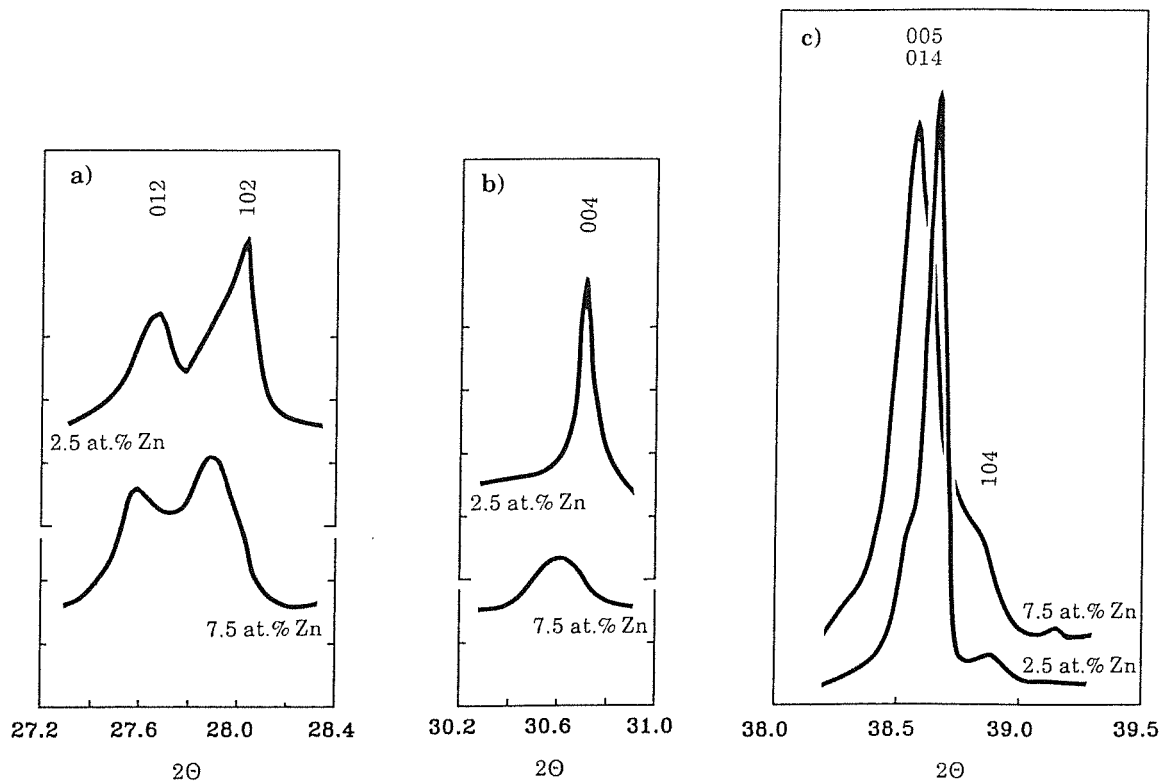 a)
012
102
2.5 at.% Zn
7.5 at.% Zn
27.2
27.6
28.0
28.4
2Θ
b)
004
2.5 at.% Zn
7.5 at.% Zn
30.2
30.6
31.0
2Θ
c)
005
014
104
7.5 at.% Zn
2.5 at.% Zn
38.0
38.5
39.0
39.5
2Θ